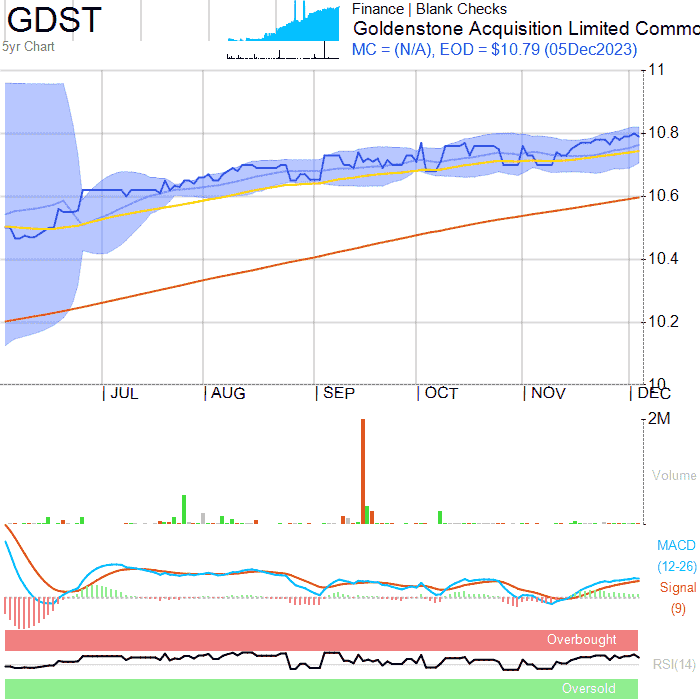 GDST
5yr Chart
Finance | Blank Checks
Goldenstone Acquisition Limited Commo
MC = (N/A), EOD = $10.79 (05Dec2023)
11
10.8
10.6
10.4
10.2
10
JUL
AUG
SEP
OCT
NOV
DEC
2M
Volume
MACD
(12-26)
Signal
(9)
Overbought
RSI(14)
Oversold